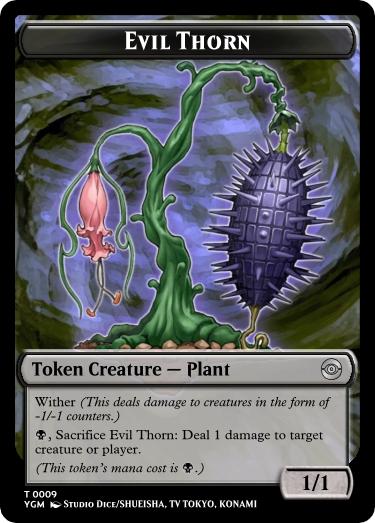 Evil Thorn
Token Creature — Plant
Wither (This deals damage to creatures in the form of
-1/-1 counters.)
, Sacrifice Evil Thorn: Deal 1 damage to target
creature or player.
(This token's mana cost is .)
1/1
T 0009
YGM Studio Dice/SHUEISHA, TV TOKYO, KONAMI